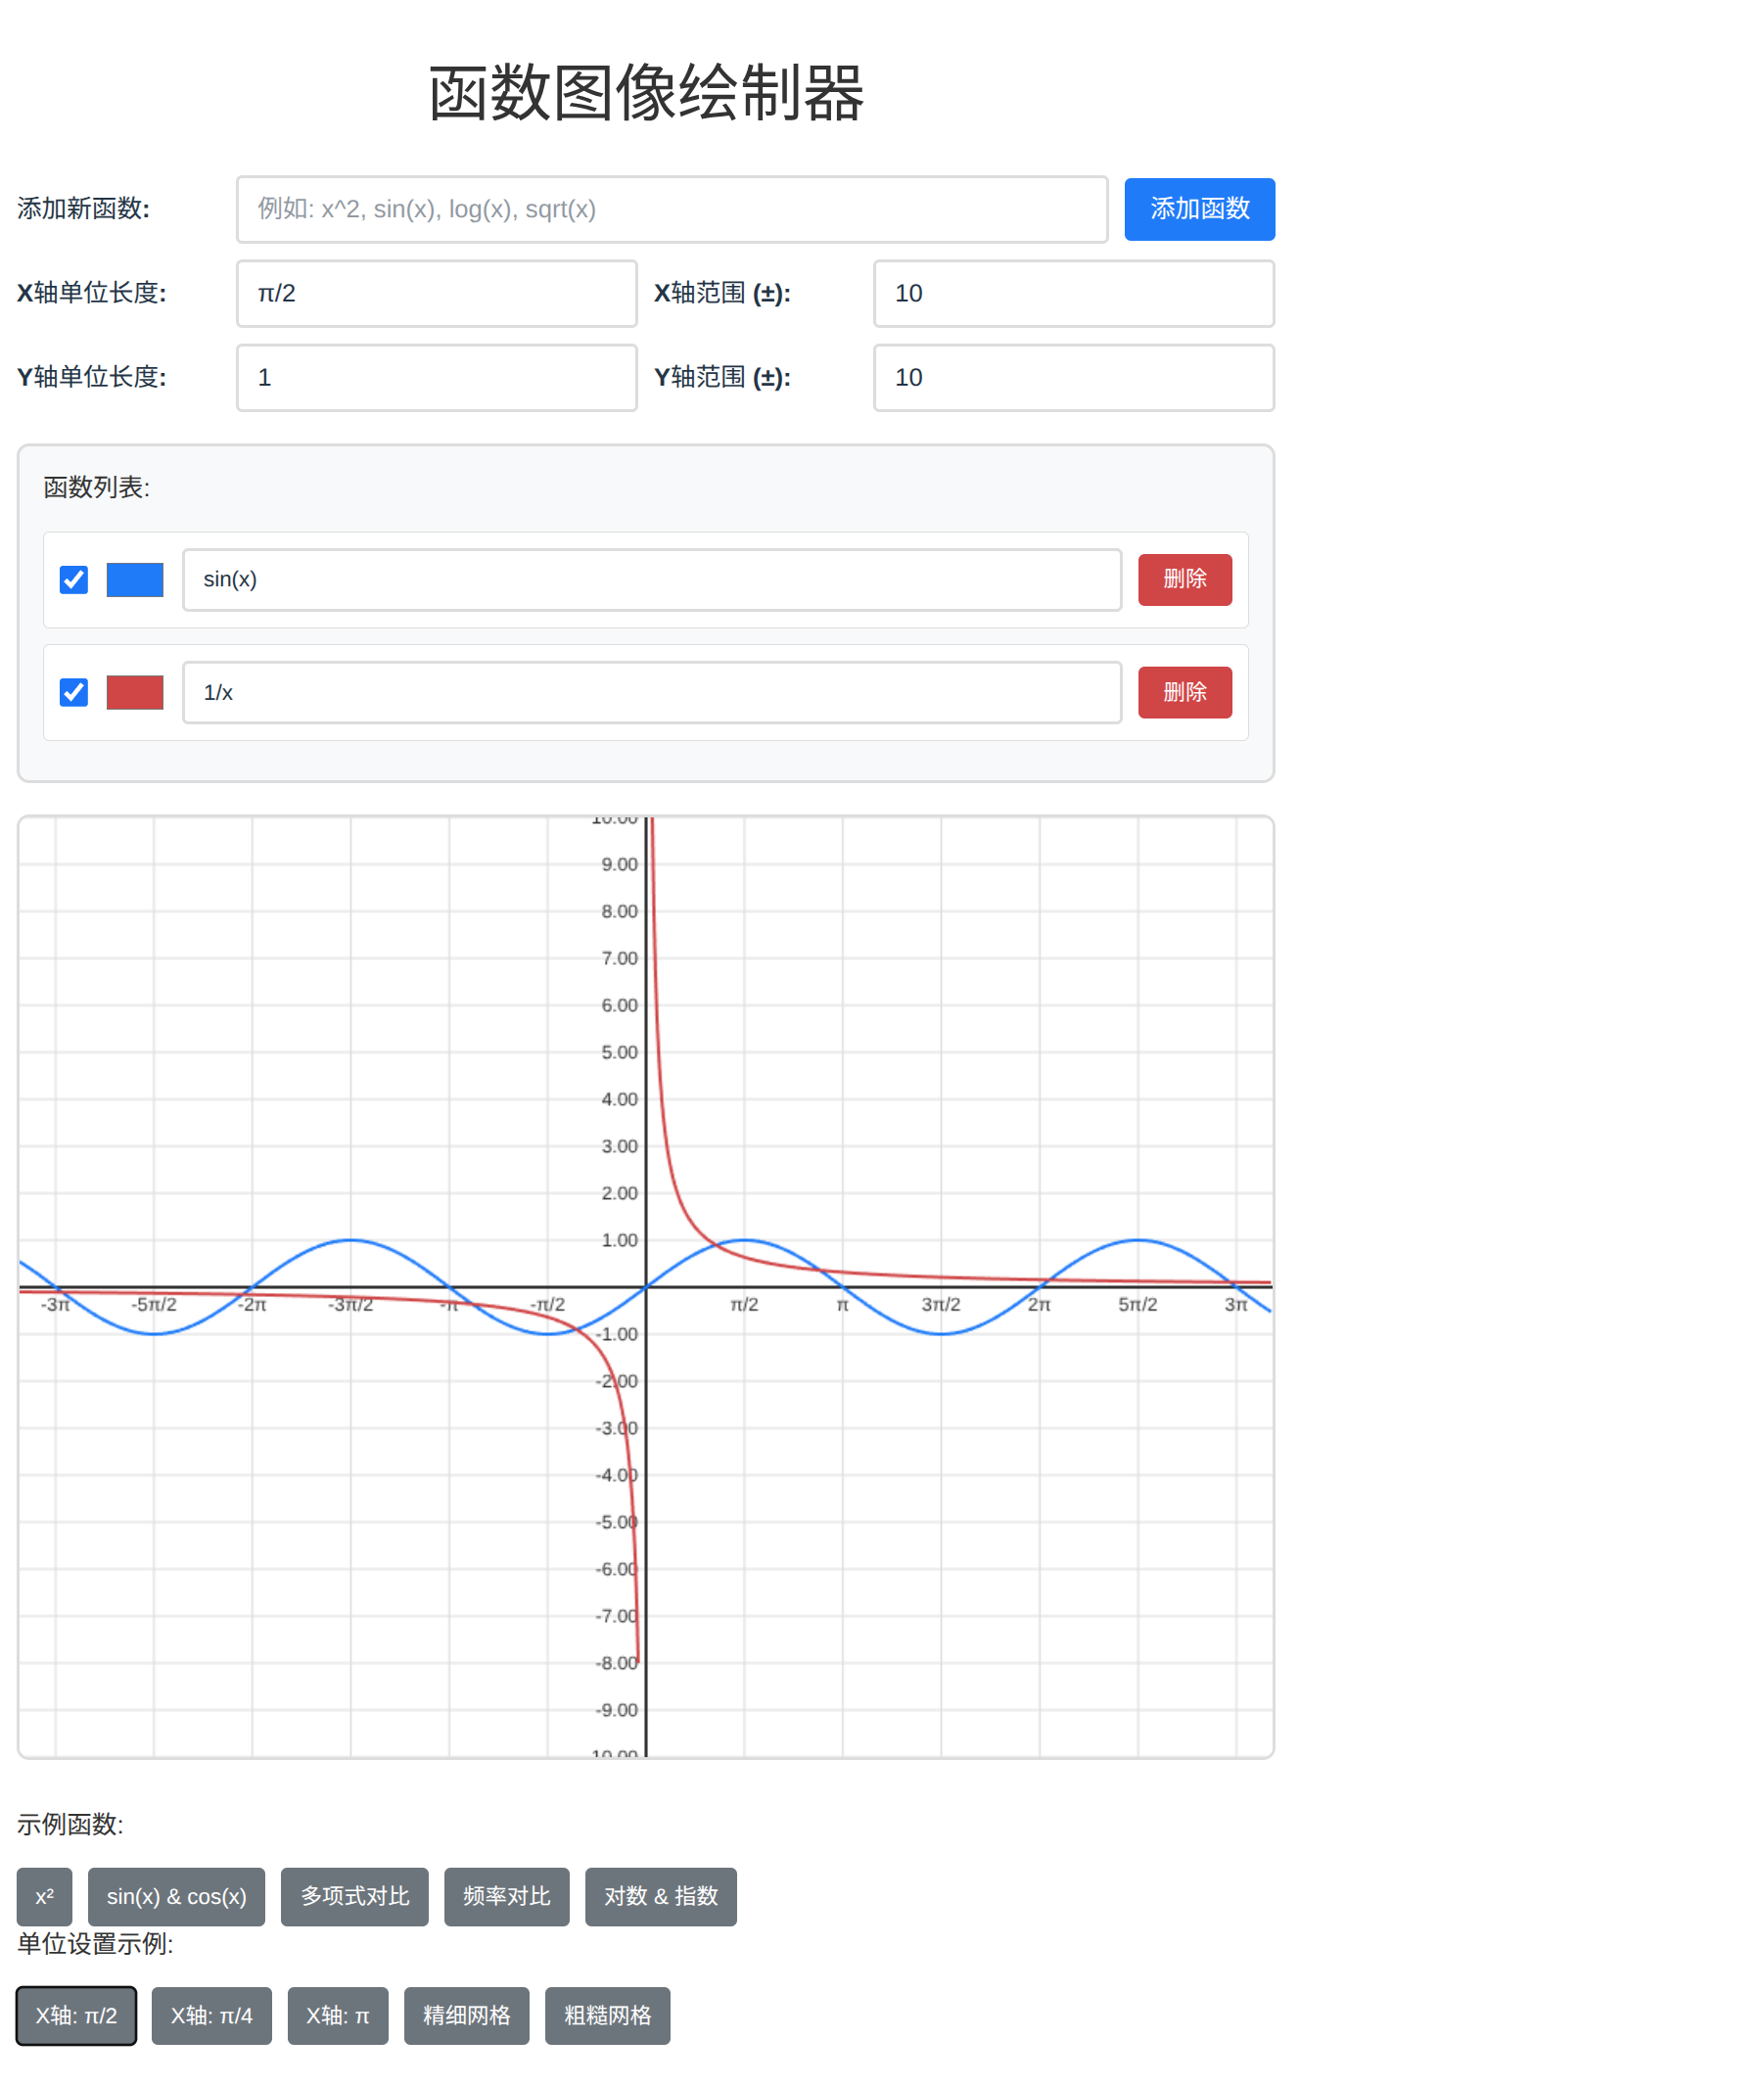 函数图像绘制器
添加新函数:
例如: x^2, sin(x), log(x), sqrt(x)
添加函数
X轴单位长度:
π/2
X轴范围 (±):
10
Y轴单位长度:
1
Y轴范围 (±):
10
函数列表:
sin(x)
删除
1/x
删除
10.00
9.00
8.00
7.00
6.00
5.00
4.00
3.00
2.00
1.00
-3π -5π/2 -2π -3π/2 -π -π/2 π/2 π 3π/2 2π 5π/2 3π
-1.00
-2.00
-3.00
-4.00
-5.00
-6.00
-7.00
-8.00
-9.00
10.00
示例函数:
x² sin(x) & cos(x) 多项式对比 频率对比 对数 & 指数
单位设置示例:
X轴: π/2 X轴: π/4 X轴: π 精细网格 粗糙网格